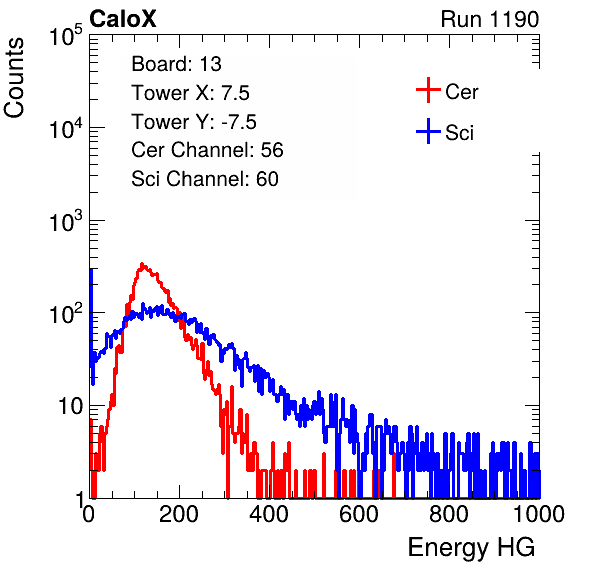 CaloX Run 1190
Counts
Board: 13
Tower X: 7.5
Tower Y: -7.5
Cer Channel: 56
Sci Channel: 60
Cer
Sci
10^5
10^4
10^3
10^2
10
1
0 200 400 600 800 1000
Energy HG